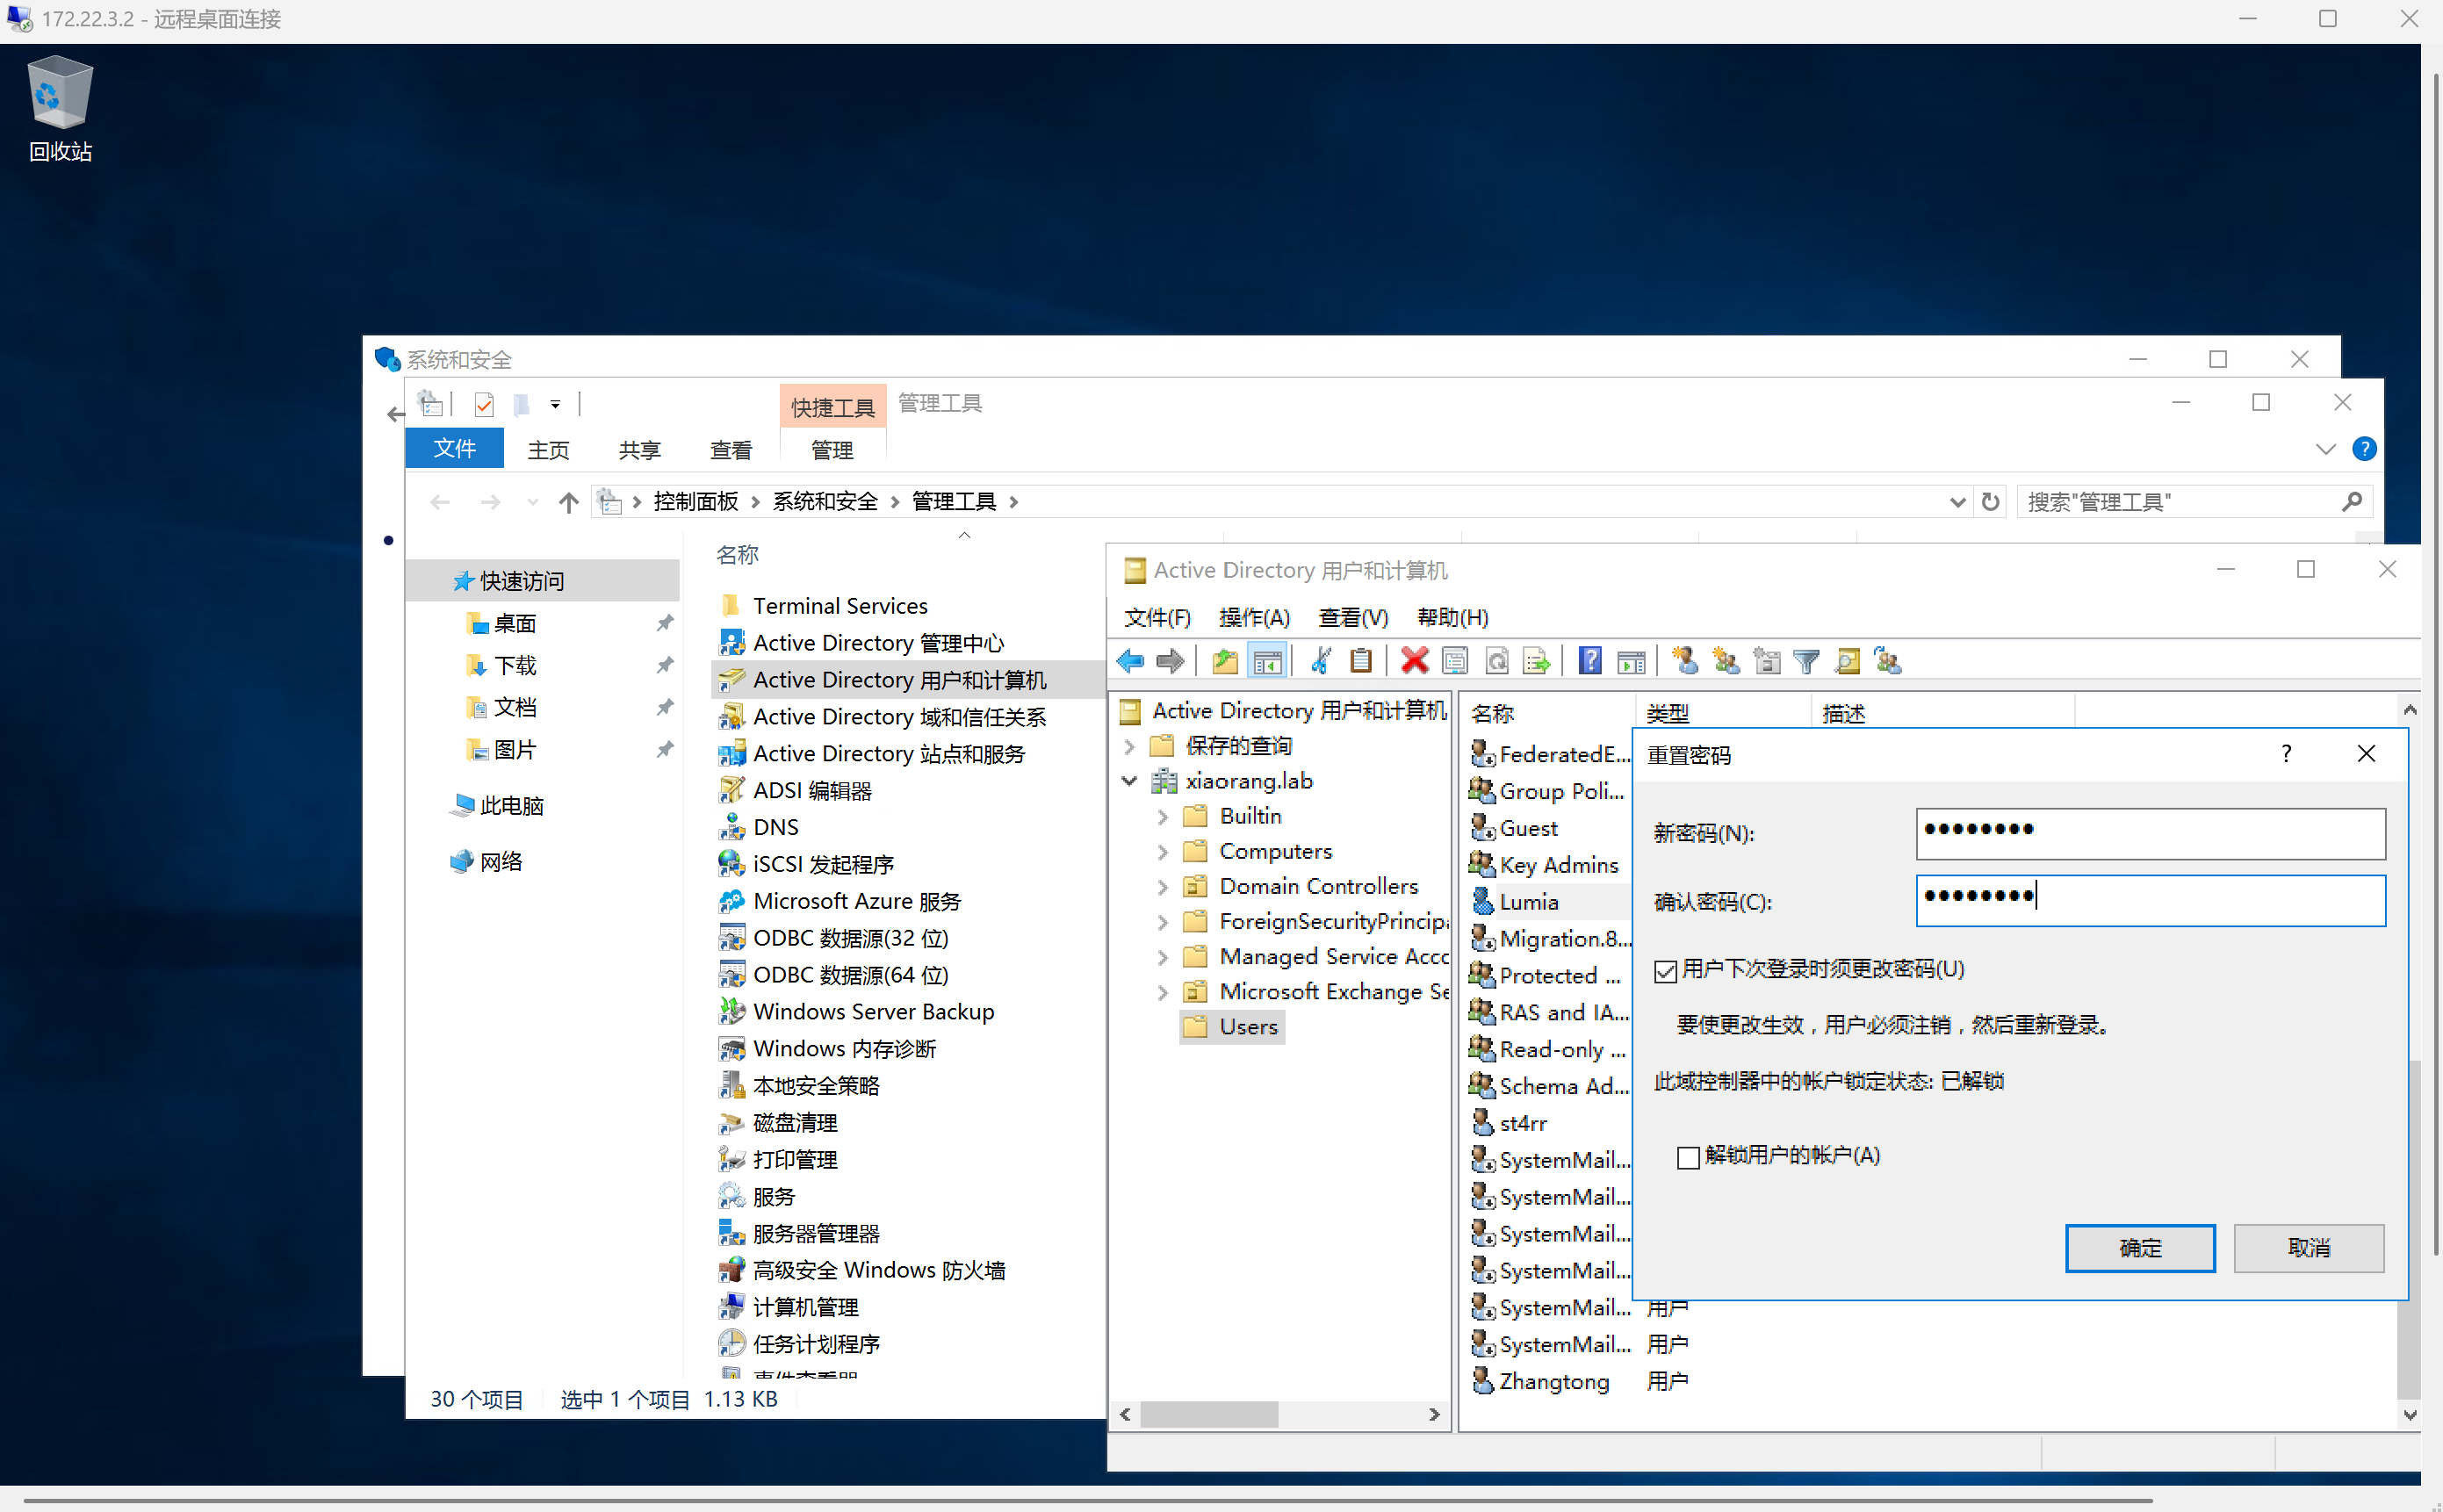 172.22.3.2 - 远程桌面连接
回收站
系统和安全
快捷工具
管理工具
文件
主页
共享
查看
管理
控制面板
系统和安全
管理工具
搜索"管理工具"
快速访问
桌面
下载
文档
图片
此电脑
网络
名称
Terminal Services
Active Directory 管理中心
Active Directory 用户和计算机
Active Directory 域和信任关系
Active Directory 站点和服务
ADSI 编辑器
DNS
iSCSI 发起程序
Microsoft Azure 服务
ODBC 数据源(32 位)
ODBC 数据源(64 位)
Windows Server Backup
Windows 内存诊断
本地安全策略
磁盘清理
打印管理
服务
服务器管理器
高级安全 Windows 防火墙
计算机管理
任务计划程序
事件查看器
30 个项目
选中 1 个项目 1.13 KB
Active Directory 用户和计算机
文件(F)
操作(A)
查看(V)
帮助(H)
Active Directory 用户和计算机
保存的查询
xiaorang.lab
Builtin
Computers
Domain Controllers
ForeignSecurityPrincip
Managed Service Acc
Microsoft Exchange Se
Users
名称 类型 描述
FederatedE...
Group Poli...
Guest
Key Admins
Lumia
Migration.8...
Protected ...
RAS and IA...
Read-only ...
Schema Ad...
st4rr
SystemMail...
SystemMail...
SystemMail...
SystemMail...
SystemMail... 用户
SystemMail... 用户
Zhangtong 用户
重置密码
新密码(N):
确认密码(C):
用户下次登录时须更改密码(U)
要使更改生效，用户必须注销，然后重新登录。
此域控制器中的帐户锁定状态: 已解锁
解锁用户的帐户(A)
确定
取消